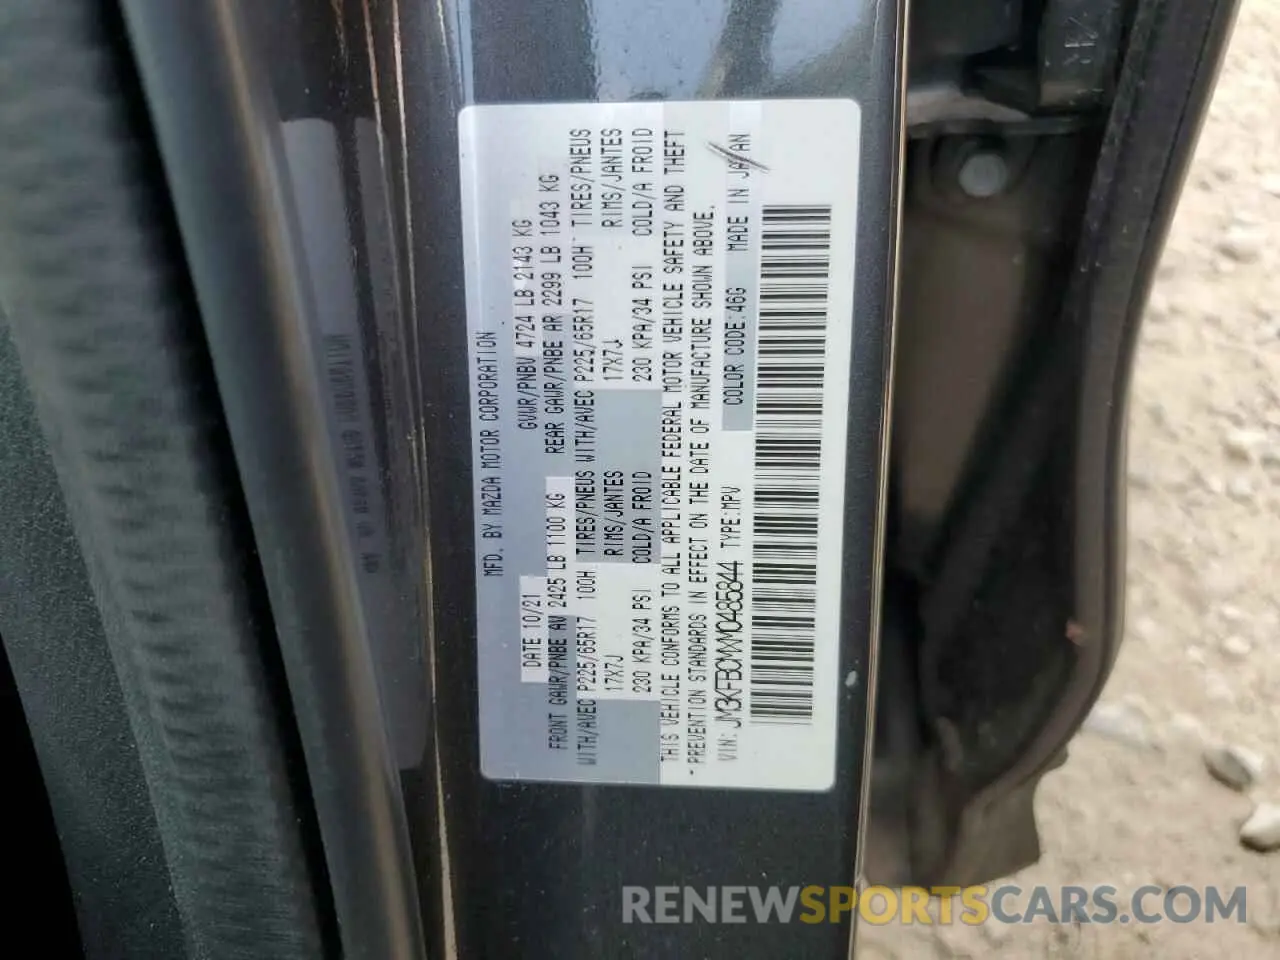 MFD. BY MAZDA MOTOR CORPORATION
DATE 10/21 GVWR/PNBV 4724 LB 2143 KG
FRONT GAWR/PNBE AV 2425 LB 1100 KG REAR GAWR/PNBE AR 2299 LB 1043 KG
WITH/AVEC P225/65R17 100H TIRES/PNEUS WITH/AVEC P225/65R17 100H TIRES/PNEUS
17X7J RIMS/JANTES 17X7J RIMS/JANTES
230 KPA/34 PSI COLD/A FROID 230 KPA/34 PSI COLD/A FROID
THIS VEHICLE CONFORMS TO ALL APPLICABLE FEDERAL MOTOR VEHICLE SAFETY AND THEFT
PREVENTION STANDARDS IN EFFECT ON THE DATE OF MANUFACTURE SHOWN ABOVE.
VIN: JM3KFBCMXM0485844 TYPE:MPV COLOR CODE:46G MADE IN JAPAN
RENEWSPORTSCARS.COM